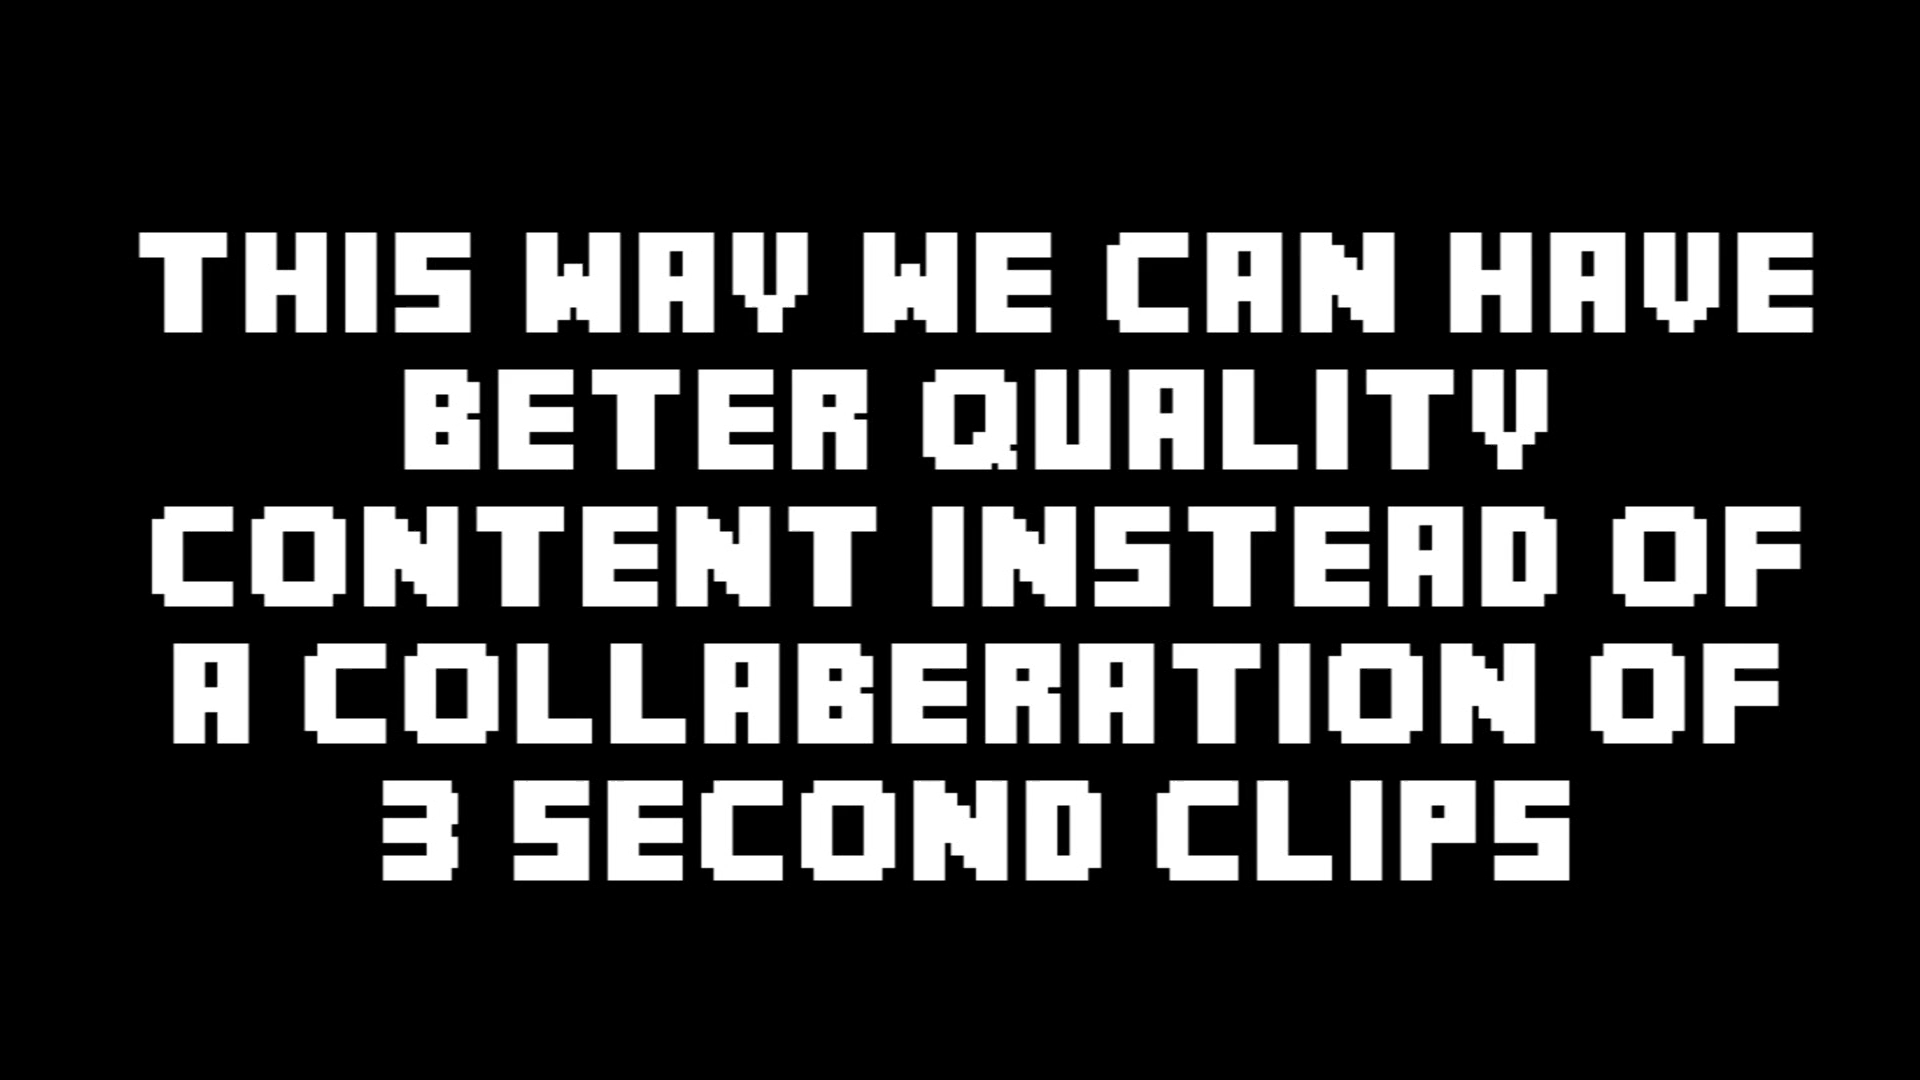 THIS WAY WE CAN HAVE
BETER QUALITY
CONTENT INSTEAD OF
A COLLABERATION OF
3 SECOND CLIPS